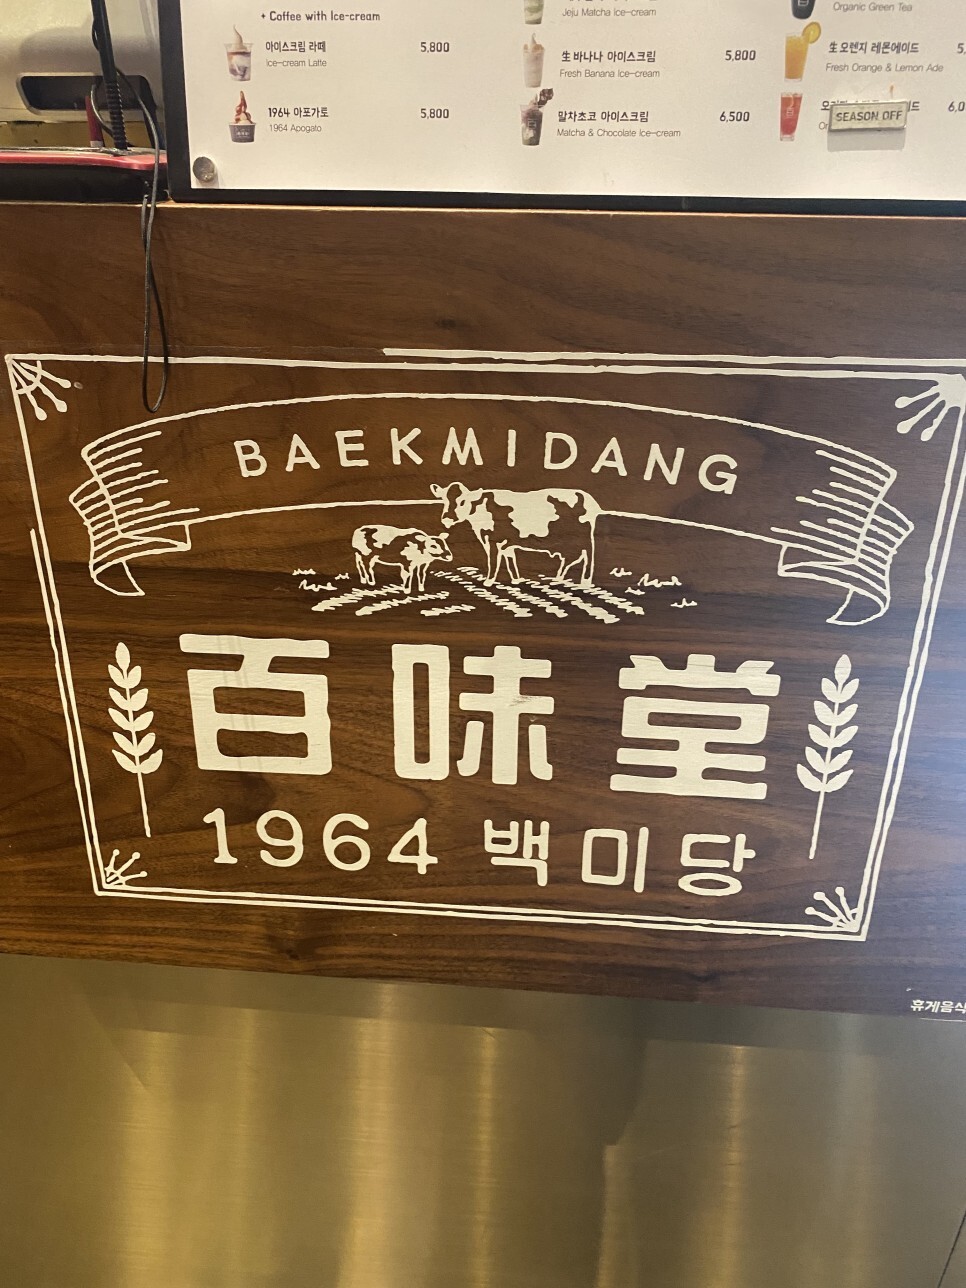 + Coffee with Ice-cream
아이스크림 라떼 5,800
Ice-cream Latte
1964 아포가토 5,800
1964 Apogato
Jeju Matcha Ice-cream
生 바나나 아이스크림 5,800
Fresh Banana Ice-cream
말차초코 아이스크림 6,500
Matcha & Chocolate Ice-cream
Organic Green Tea
生 오렌지 레몬에이드
Fresh Orange & Lemon Ade
SEASON OFF
BAEKMIDANG
百味堂
1964 백미당
휴게음식